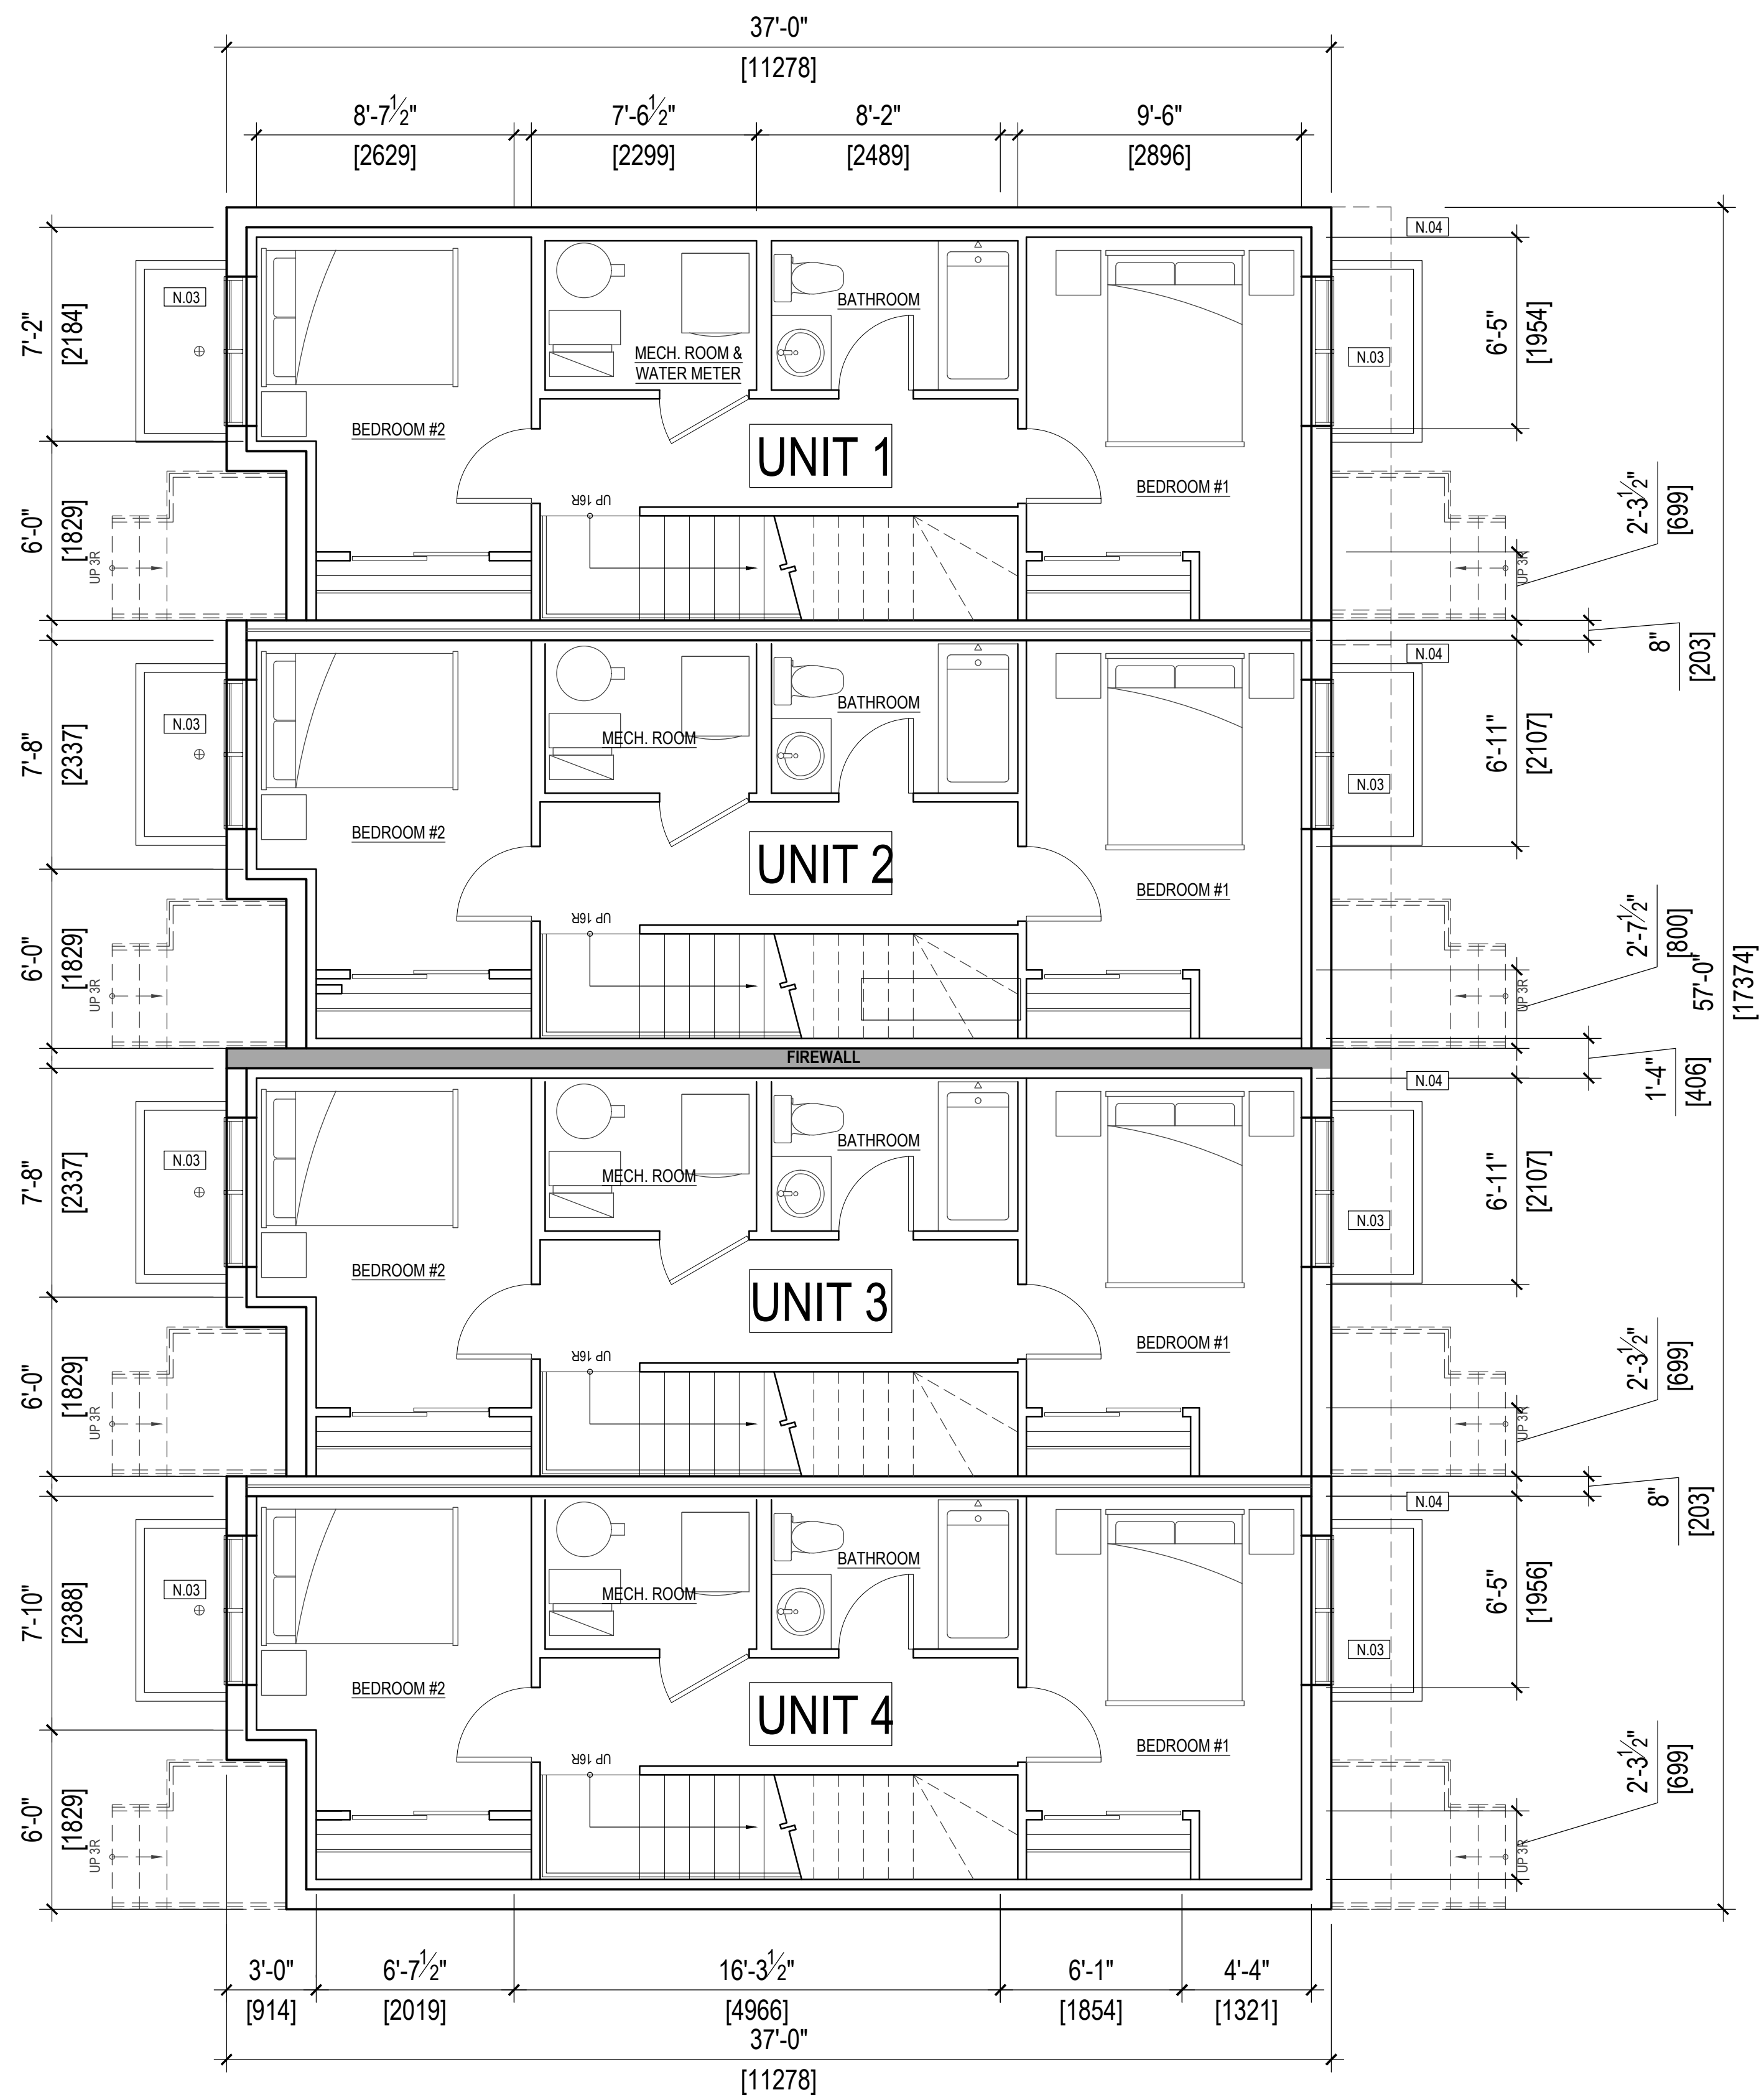 37'-0"
[11278]
8'-7½"
7'-6½"
8'-2"
9'-6"
[2629]
[2299]
[2489]
[2896]
N.04
N.03
7'-2"
[2184]
BATHROOM
MECH. ROOM &
WATER METER
6'-5"
[1954]
N.03
BEDROOM #2
UNIT 1
BEDROOM #1
UP 16R
2'-3½"
[699]
6'-0"
[1829]
UP 3R
UP 3R
8"
[203]
N.04
N.03
7'-8"
[2337]
BATHROOM
MECH. ROOM
6'-11"
[2107]
N.03
BEDROOM #2
UNIT 2
BEDROOM #1
UP 16R
2'-7½"
[800]
6'-0"
[1829]
UP 3R
UP 3R
57'-0"
[17374]
FIREWALL
1'-4"
[406]
N.04
N.03
7'-8"
[2337]
BATHROOM
MECH. ROOM
6'-11"
[2107]
N.03
BEDROOM #2
UNIT 3
BEDROOM #1
UP 16R
2'-3½"
[699]
6'-0"
[1829]
UP 3R
UP 3R
8"
[203]
N.04
N.03
7'-10"
[2388]
BATHROOM
MECH. ROOM
6'-5"
[1956]
N.03
BEDROOM #2
UNIT 4
BEDROOM #1
UP 16R
2'-3½"
[699]
6'-0"
[1829]
UP 3R
UP 3R
3'-0"
6'-7½"
16'-3½"
6'-1"
4'-4"
[914]
[2019]
[4966]
[1854]
[1321]
37'-0"
[11278]